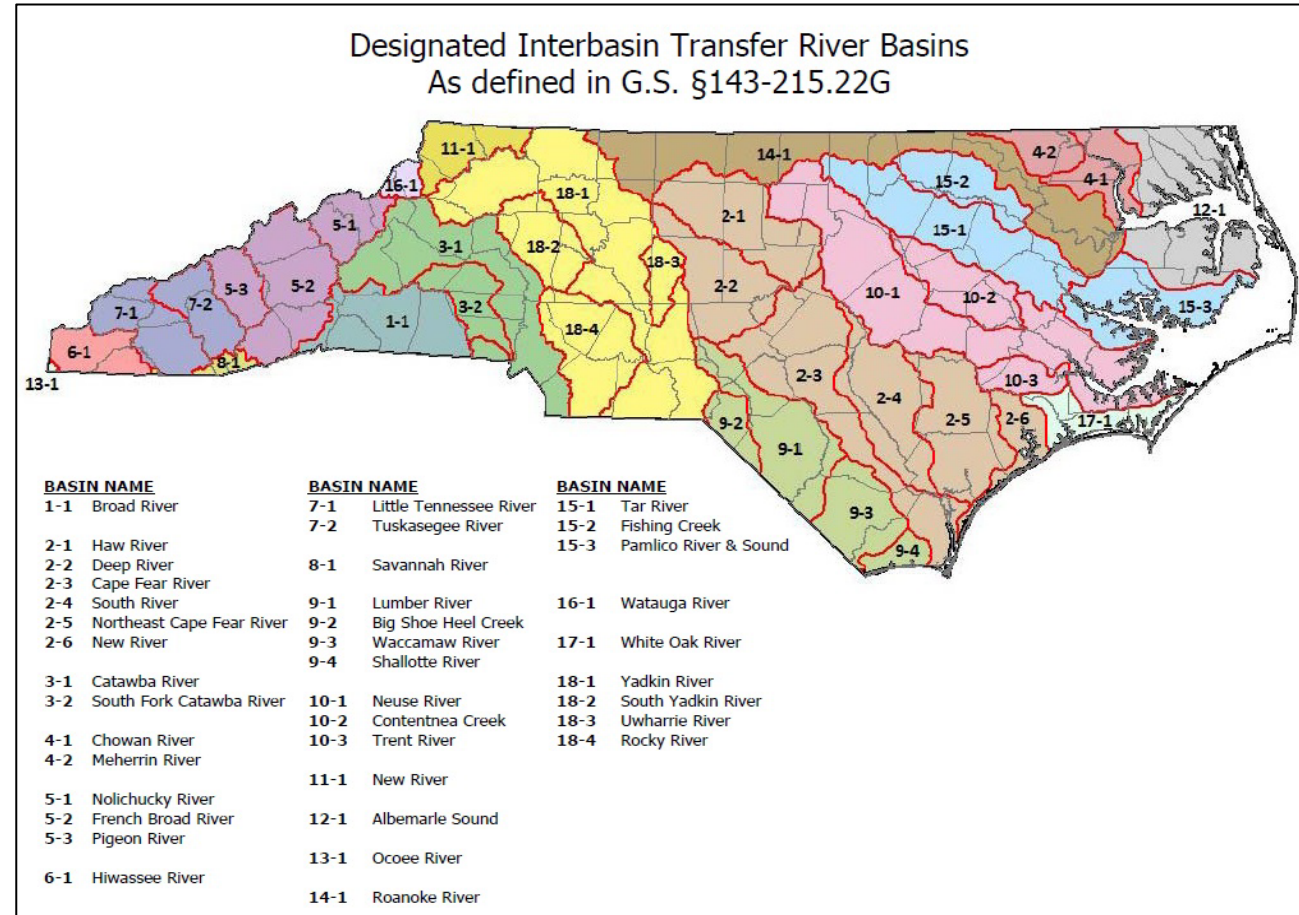 Designated Interbasin Transfer River Basins
As defined in G.S. §143-215.22G
11-1
14-1
4-2
16-1
4-1
15-2
18-1
12-1
5-1
2-1
15-1
3-1
18-2
18-3
5-3
5-2
2-2
10-1
10-2
7-2
15-3
7-1
3-2
1-1
18-4
6-1
8-1
2-3
10-3
13-1
2-4
2-5
2-6
17-1
9-2
9-1
9-3
9-4
BASIN NAME
1-1 Broad River
2-1 Haw River
2-2 Deep River
2-3 Cape Fear River
2-4 South River
2-5 Northeast Cape Fear River
2-6 New River
3-1 Catawba River
3-2 South Fork Catawba River
4-1 Chowan River
4-2 Meherrin River
5-1 Nolichucky River
5-2 French Broad River
5-3 Pigeon River
6-1 Hiwassee River
BASIN NAME
7-1 Little Tennessee River
7-2 Tuskasegee River
8-1 Savannah River
9-1 Lumber River
9-2 Big Shoe Heel Creek
9-3 Waccamaw River
9-4 Shallotte River
10-1 Neuse River
10-2 Contentnea Creek
10-3 Trent River
11-1 New River
12-1 Albemarle Sound
13-1 Ocoee River
14-1 Roanoke River
BASIN NAME
15-1 Tar River
15-2 Fishing Creek
15-3 Pamlico River & Sound
16-1 Watauga River
17-1 White Oak River
18-1 Yadkin River
18-2 South Yadkin River
18-3 Uwharrie River
18-4 Rocky River